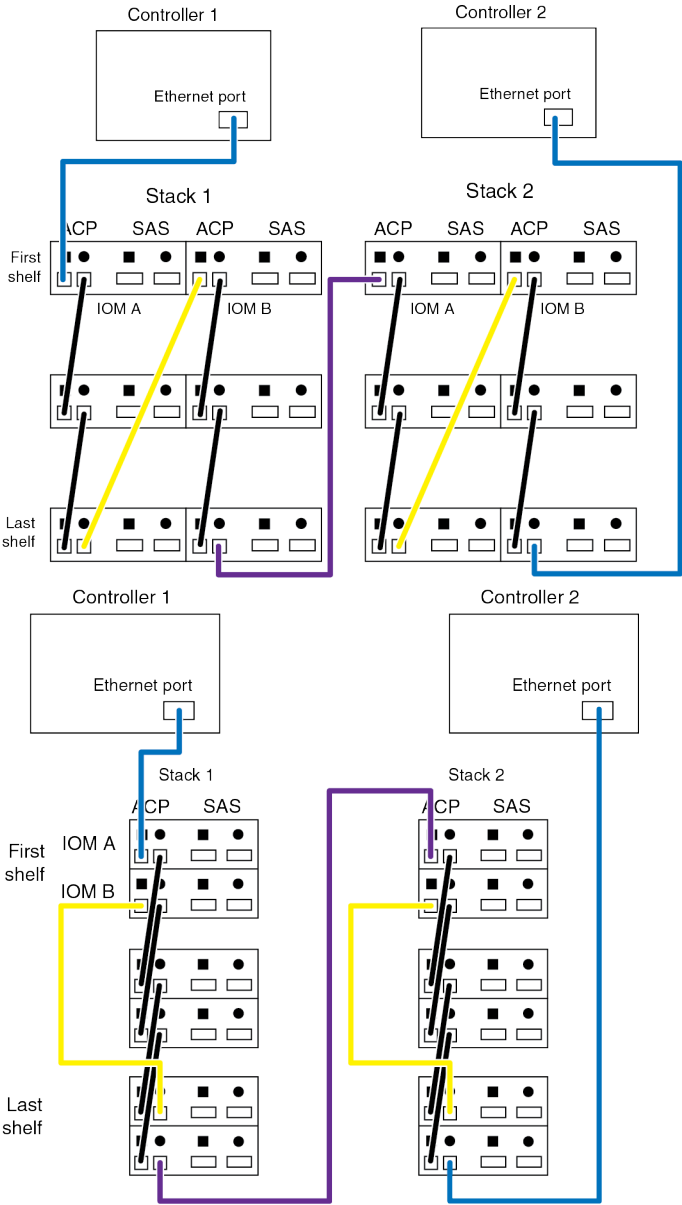 Controller 1
Controller 2
Ethernet port
Ethernet port
Stack 1
Stack 2
ACP SAS ACP SAS
ACP SAS ACP SAS
First
shelf
IOM A
IOM B
IOM A
IOM B
Last
shelf
Controller 1
Controller 2
Ethernet port
Ethernet port
Stack 1
Stack 2
ACP SAS
ACP SAS
IOM A
First
shelf
IOM B
Last
shelf